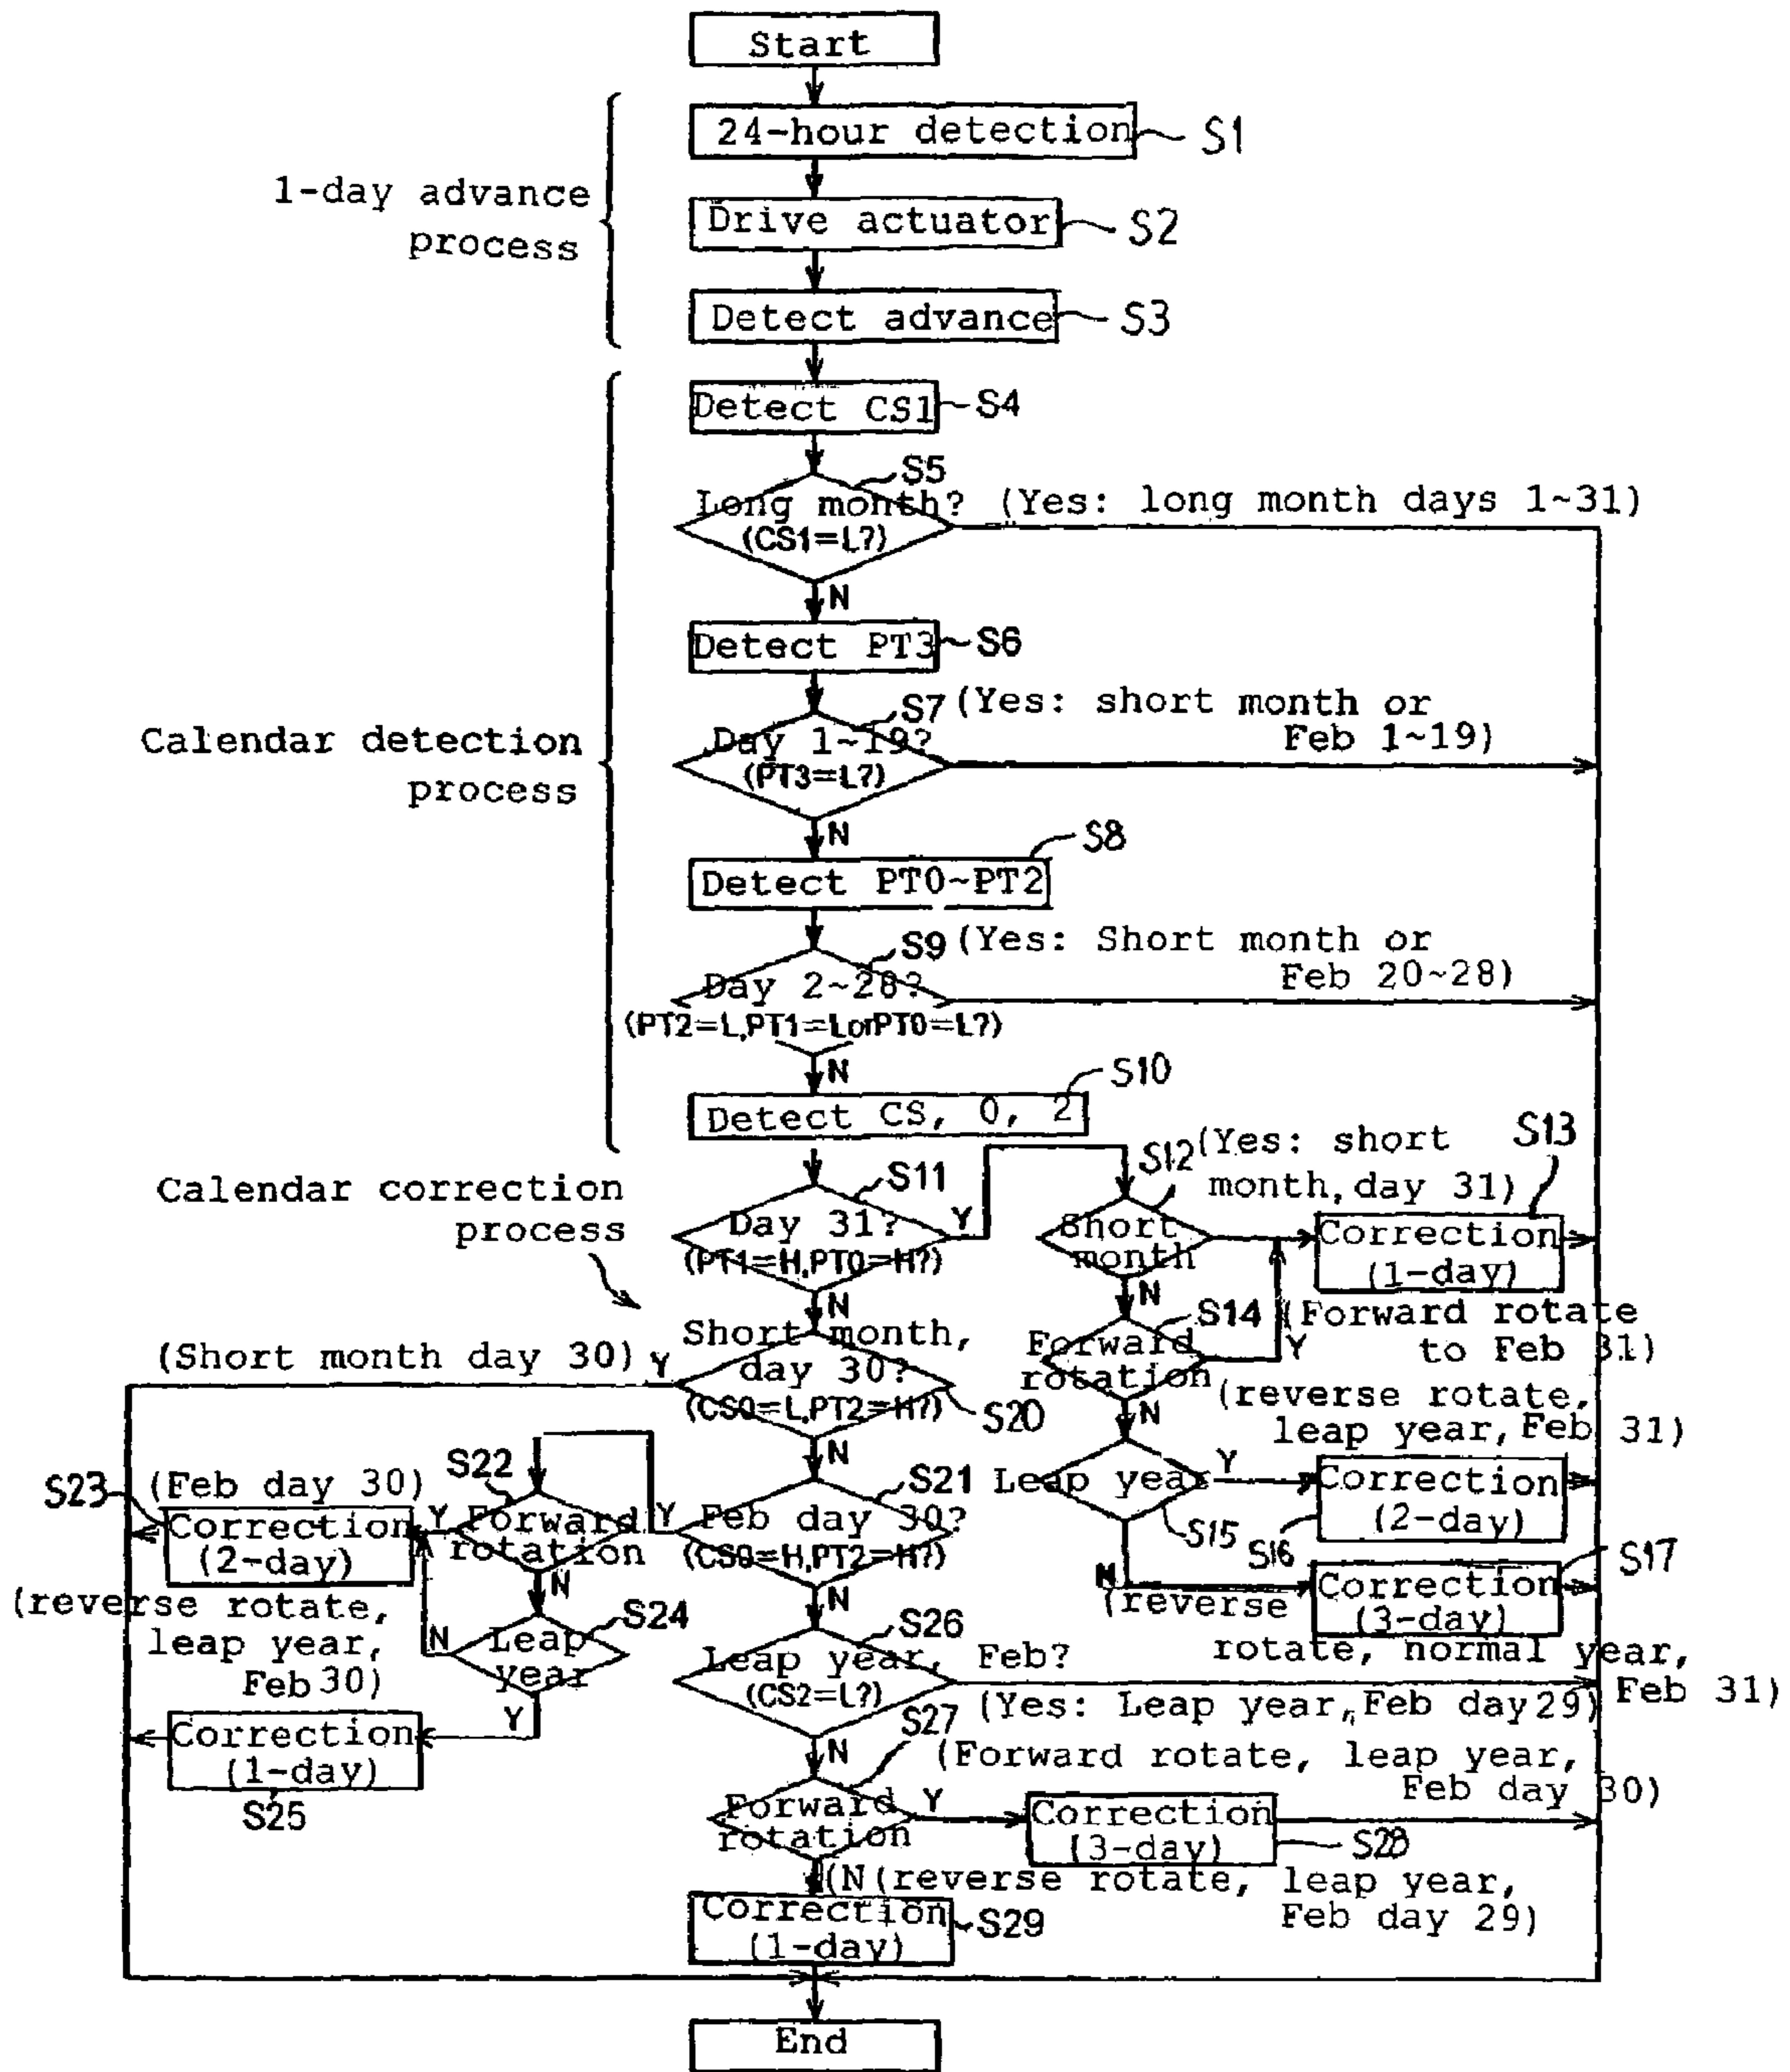 Start
24-hour detection
S1
1-day advance
process
Drive actuator
S2
Detect advance
S3
Detect CS1
S4
S5
Long month?
(CS1=L?)
(Yes: long month days 1~31)
N
Detect PT3
S6
Calendar detection
process
S7
Day 1~19?
(PT3=L?)
(Yes: short month or
Feb 1~19)
N
S8
Detect PT0~PT2
S9
Day 2~28?
(PT2=L,PT1=LorPT0=L?)
(Yes: Short month or
Feb 20~28)
N
S10
Detect CS, 0, 2
Calendar correction
process
S11
Day 31?
(PT1=H,PT0=H?)
Y
N
S12
(Yes: short
month, day 31)
Short
month
N
S13
Correction
(1-day)
S14
Forward
rotation
Y
(Forward rotate
to Feb 31)
N
Short month,
day 30?
(CS0=L,PT2=H?)
S20
(Short month day 30)
Y
N
(reverse rotate,
leap year, Feb 31)
Leap year
Y
S15
Correction
(2-day)
S16
N
(reverse
rotate, normal year,
Feb 31)
Correction
(3-day)
S17
S21
Feb day 30?
(CS0=H,PT2=H?)
Y
N
S22
Forward
rotation
Y
N
S23
(Feb day 30)
Correction
(2-day)
(reverse rotate,
leap year,
Feb 30)
S24
Leap
year
N
Y
Correction
(1-day)
S25
S26
Leap year, Feb?
(CS2=L?)
(Yes: Leap year, Feb day 29)
N
S27
Forward
rotation
Y
(Forward rotate, leap year,
Feb day 30)
Correction
(3-day)
S28
(N (reverse rotate, leap year,
Feb day 29)
Correction
(1-day)
S29
End